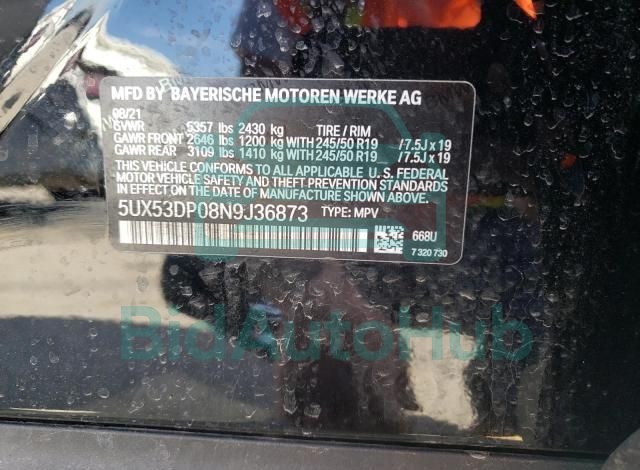 MFD BY BAYERISCHE MOTOREN WERKE AG
08/21
GVWR 5357 lbs 2430 kg TIRE / RIM
GAWR FRONT 2646 lbs 1200 kg WITH 245/50 R19 / 7.5J x 19
GAWR REAR 3109 lbs 1410 kg WITH 245/50 R19 / 7.5J x 19
THIS VEHICLE CONFORMS TO ALL APPLICABLE U. S. FEDERAL
MOTOR VEHICLE SAFETY AND THEFT PREVENTION
STANDARDS IN EFFECT ON THE DATE OF MANUFACTURE SHOWN ABOVE.
5UX53DP08N9J36873 TYPE: MPV
668U
7 320 730
BidAutoHub